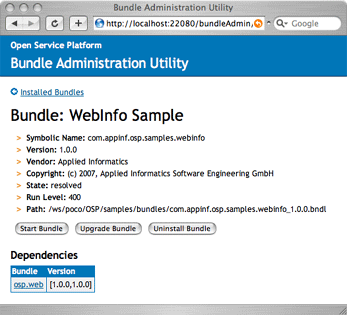 Bundle Administration Utility
http://localhost:22080/bundleAdmin,
Google
Open Service Platform
Bundle Administration Utility
Installed Bundles
Bundle: WebInfo Sample
> Symbolic Name: com.appinf.osp.samples.webinfo
> Version: 1.0.0
> Vendor: Applied Informatics
> Copyright: (c) 2007, Applied Informatics Software Engineering GmbH
> State: resolved
> Run Level: 400
> Path: /ws/poco/OSP/samples/bundles/com.appinf.osp.samples.webinfo_1.0.0.bndl
Start Bundle Upgrade Bundle Uninstall Bundle
Dependencies
Bundle Version
osp.web [1.0.0,1.0.0]